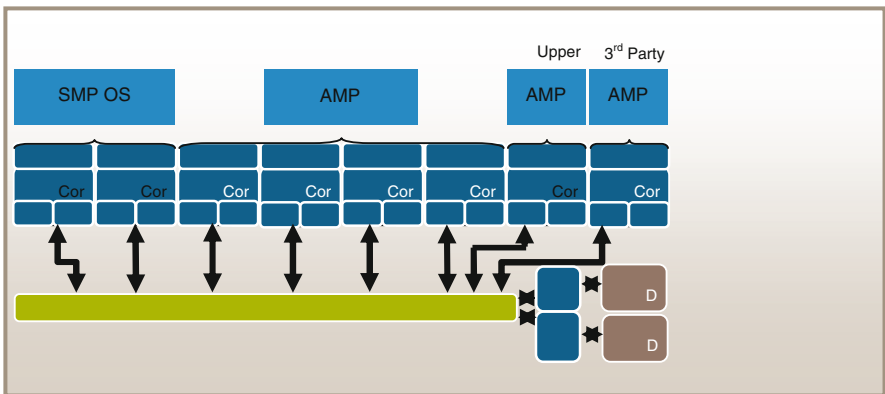 Upper 3rd Party
SMP OS AMP AMP AMP
Cor Cor Cor Cor Cor Cor Cor Cor
D
D